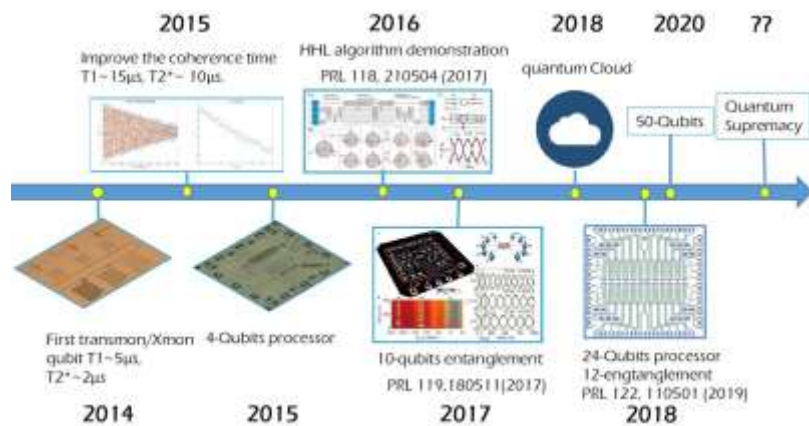 2015
2016
2018
2020
??
Improve the coherence time
T1~15μs, T2*~ 10μs.
HHL algorithm demonstration
PRL 118, 210504 (2017)
quantum Cloud
50-Qubits
Quantum
Supremacy
First transmon/Xmon
qubit T1~5μs,
T2*~2μs
4-Qubits processor
10-qubits entanglement
PRL 119,180511(2017)
24-Qubits processor
12-engtanglement
PRL 122, 110501 (2019)
2014
2015
2017
2018